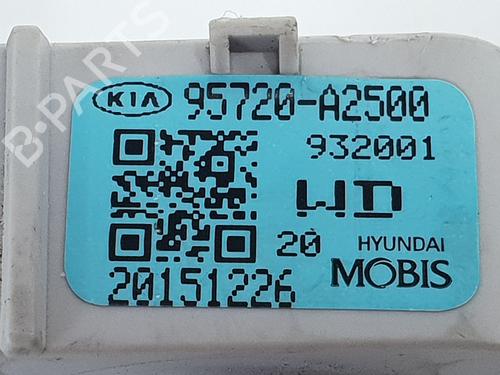 B-PARTS
KIA 95720-A2500
932001
WD
20 HYUNDAI
20151226 MOBIS